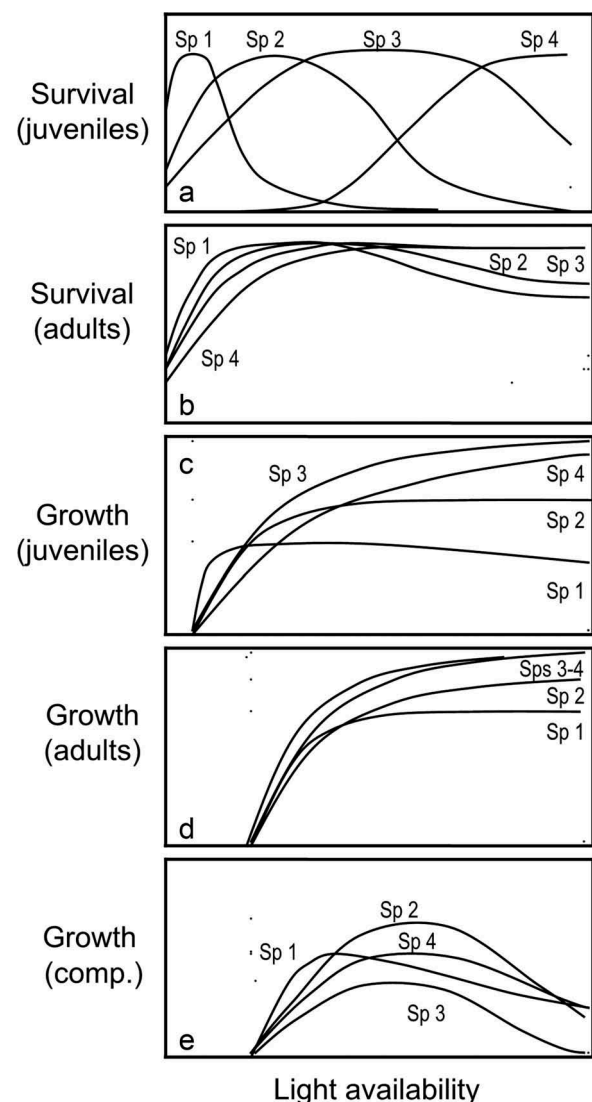 Sp 1
Sp 2
Sp 3
Sp 4
Survival
(juveniles)
a
Sp 1
Sp 2
Sp 3
Survival
(adults)
Sp 4
b
c
Sp 3
Sp 4
Growth
(juveniles)
Sp 2
Sp 1
Sps 3-4
Sp 2
Growth
(adults)
Sp 1
d
Sp 2
Growth
(comp.)
Sp 1
Sp 4
Sp 3
e
Light availability